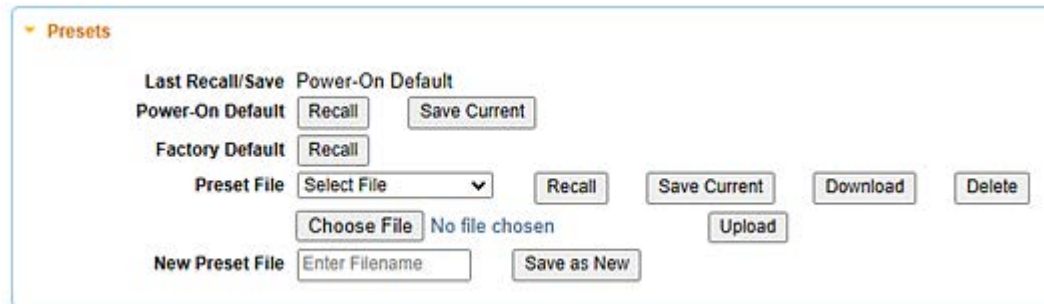 Presets
Last Recall/Save Power-On Default
Power-On Default Recall Save Current
Factory Default Recall
Preset File Select File Recall Save Current Download Delete
Choose File No file chosen Upload
New Preset File Enter Filename Save as New